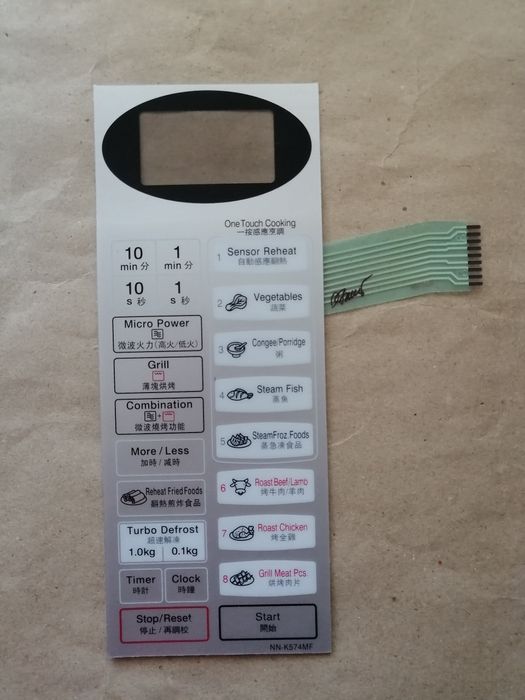 One Touch Cooking
一按感應烹調
10
min 分
1
min 分
10
s 秒
1
s 秒
Micro Power
微波火力(高火/低火)
Grill
薄塊烘烤
Combination
+
微波燒烤功能
More / Less
加時 / 減時
Reheat Fried Foods
翻熱煎炸食品
Turbo Defrost
超速解凍
1.0kg
0.1kg
Timer
時計
Clock
時鐘
Stop/Reset
停止 / 再調校
1 Sensor Reheat
自動感應翻熱
2 Vegetables
蔬菜
3 Congee/Porridge
粥
4 Steam Fish
蒸魚
5 Steam Froz. Foods
蒸急凍食品
6 Roast Beef/Lamb
烤牛肉/羊肉
7 Roast Chicken
烤全雞
8 Grill Meat Pcs.
烘烤肉片
Start
開始
NN-K574MF